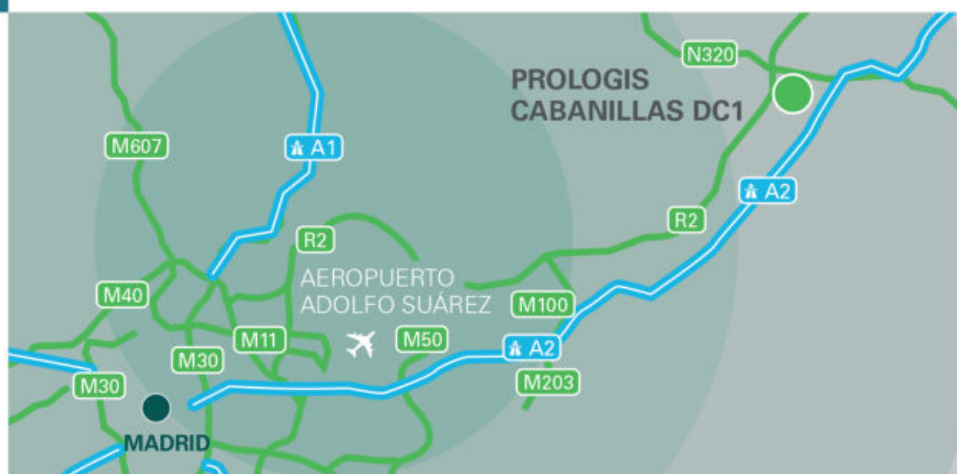 N320
PROLOGIS
CABANILLAS DC1
M607
A1
A2
R2
R2
AEROPUERTO
ADOLFO SUÁREZ
M40
M100
M11
M50
M30
A2
M30
M203
MADRID